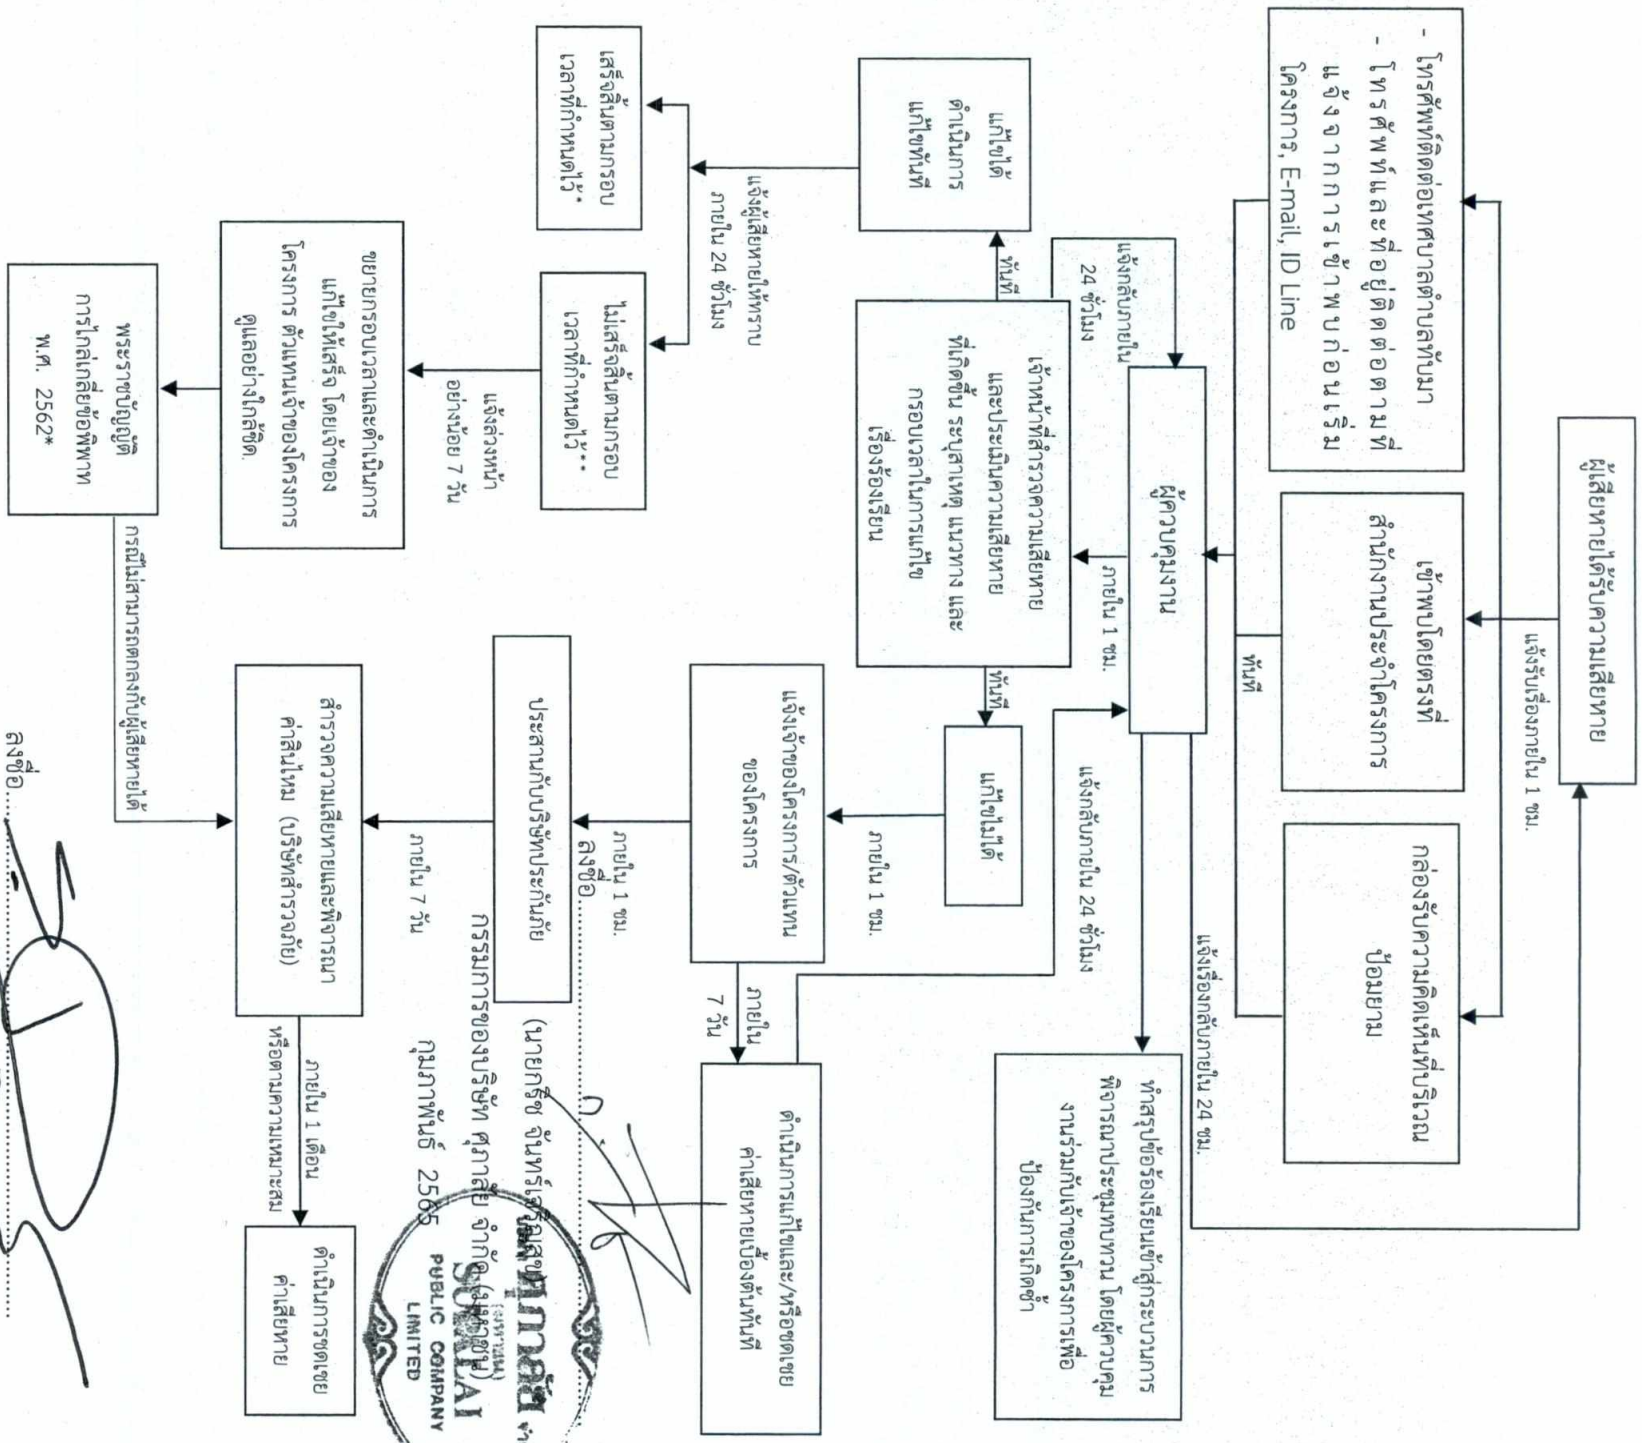 ผู้เสียหายได้รับความเสียหาย
แจ้งรับเรื่องภายใน 1 ชม.
- โทรศัพท์ติดต่อเทศบาลตำบลทับมา
- โทรศัพท์และที่อยู่ติดต่อตามที่
แจ้งจากการเข้าพบก่อนเริ่ม
โครงการ, E-mail, ID Line
เข้าพบโดยตรงที่
สำนักงานประจำโครงการ
กล่องรับความคิดเห็นที่บริเวณ
ป้อมยาม
ทันที
แจ้งเรื่องกลับภายใน 24 ชม.
ผู้ควบคุมงาน
แจ้งกลับภายใน
24 ชั่วโมง
ภายใน 1 ชม.
แจ้งกลับภายใน 24 ชั่วโมง
ทำสรุปข้อร้องเรียนเข้าสู่กระบวนการ
พิจารณาประชุมทบทวน โดยผู้ควบคุม
งานร่วมกับเจ้าของโครงการเพื่อ
ป้องกันการเกิดซ้ำ
เจ้าหน้าที่สำรวจความเสียหาย
และประเมินความเสียหาย
ที่เกิดขึ้น ระบุสาเหตุ แนวทาง และ
กรอบเวลาในการแก้ไข
เรื่องร้องเรียน
ทันที
ทันที
แก้ไขได้
ดำเนินการ
แก้ไขทันที
แก้ไขไม่ได้
แจ้งผู้เสียหายให้ทราบ
ภายใน 24 ชั่วโมง
ภายใน 1 ชม.
แจ้งเจ้าของโครงการ/ตัวแทน
ของโครงการ
ภายใน
7 วัน
ดำเนินการแก้ไขและ/หรือชดเชย
ค่าเสียหายเบื้องต้นทันที
เสร็จสิ้นตามกรอบ
เวลาที่กำหนดไว้*
ไม่เสร็จสิ้นตามกรอบ
เวลาที่กำหนดไว้**
ภายใน 1 ชม.
ลงชื่อ
ประสานกับบริษัทประกันภัย
แจ้งล่วงหน้า
อย่างน้อย 7 วัน
ภายใน 7 วัน
กรรมการของบริษัท ศุภาลัย จำกัด (มหาชน)
กุมภาพันธ์ 2565
ศุภาลัย
(มหาชน)
SUPALAI
PUBLIC COMPANY
LIMITED
ขยายกรอบเวลาและดำเนินการ
แก้ไขให้เสร็จ โดยเจ้าของ
โครงการ ตัวแทนเจ้าของโครงการ
ดูแลอย่างใกล้ชิด
สำรวจความเสียหายและพิจารณา
ค่าสินไหม (บริษัทสำรวจภัย)
ภายใน 1 เดือน
หรือตามความเหมาะสม
ดำเนินการชดเชย
ค่าเสียหาย
พระราชบัญญัติ
การไกล่เกลี่ยข้อพิพาท
พ.ศ. 2562*
กรณีไม่สามารถตกลงกับผู้เสียหายได้
ลงชื่อ